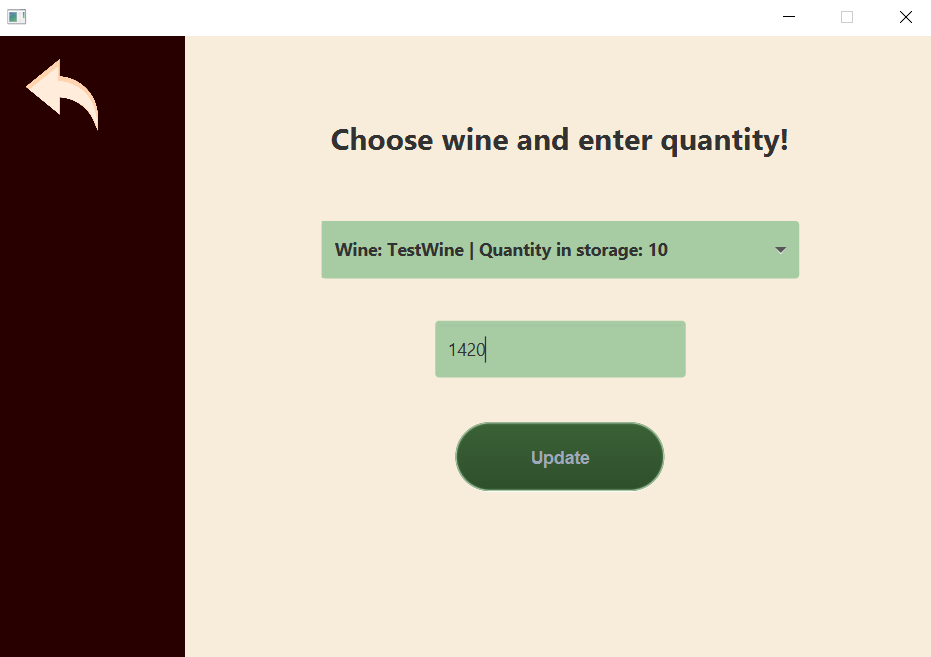 Choose wine and enter quantity!
Wine: TestWine | Quantity in storage: 10
1420
Update